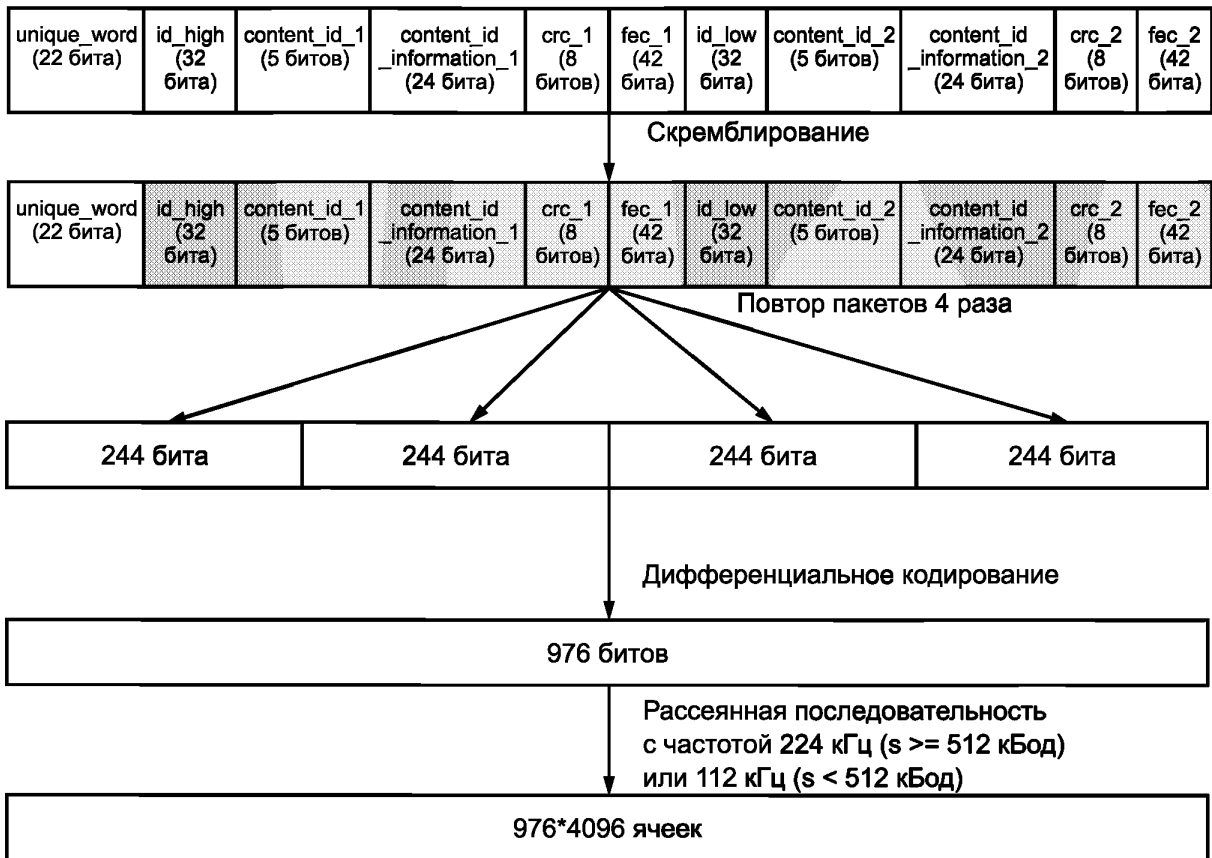 unique_word
(22 бита)
id_high
(32
бита)
content_id_1
(5 битов)
content_id
_information_1
(24 бита)
crc_1
(8
битов)
fec_1
(42
бита)
id_low
(32
бита)
content_id_2
(5 битов)
content_id
_information_2
(24 бита)
crc_2
(8
битов)
fec_2
(42
бита)
Скремблирование
unique_word
(22 бита)
id_high
(32
бита)
content_id_1
(5 битов)
content_id
_information_1
(24 бита)
crc_1
(8
битов)
fec_1
(42
бита)
id_low
(32
бита)
content_id_2
(5 битов)
content_id
_information_2
(24 бита)
crc_2
(8
битов)
fec_2
(42
бита)
Повтор пакетов 4 раза
244 бита
244 бита
244 бита
244 бита
Дифференциальное кодирование
976 битов
Рассеянная последовательность
с частотой 224 кГц (s >= 512 кБод)
или 112 кГц (s < 512 кБод)
976*4096 ячеек